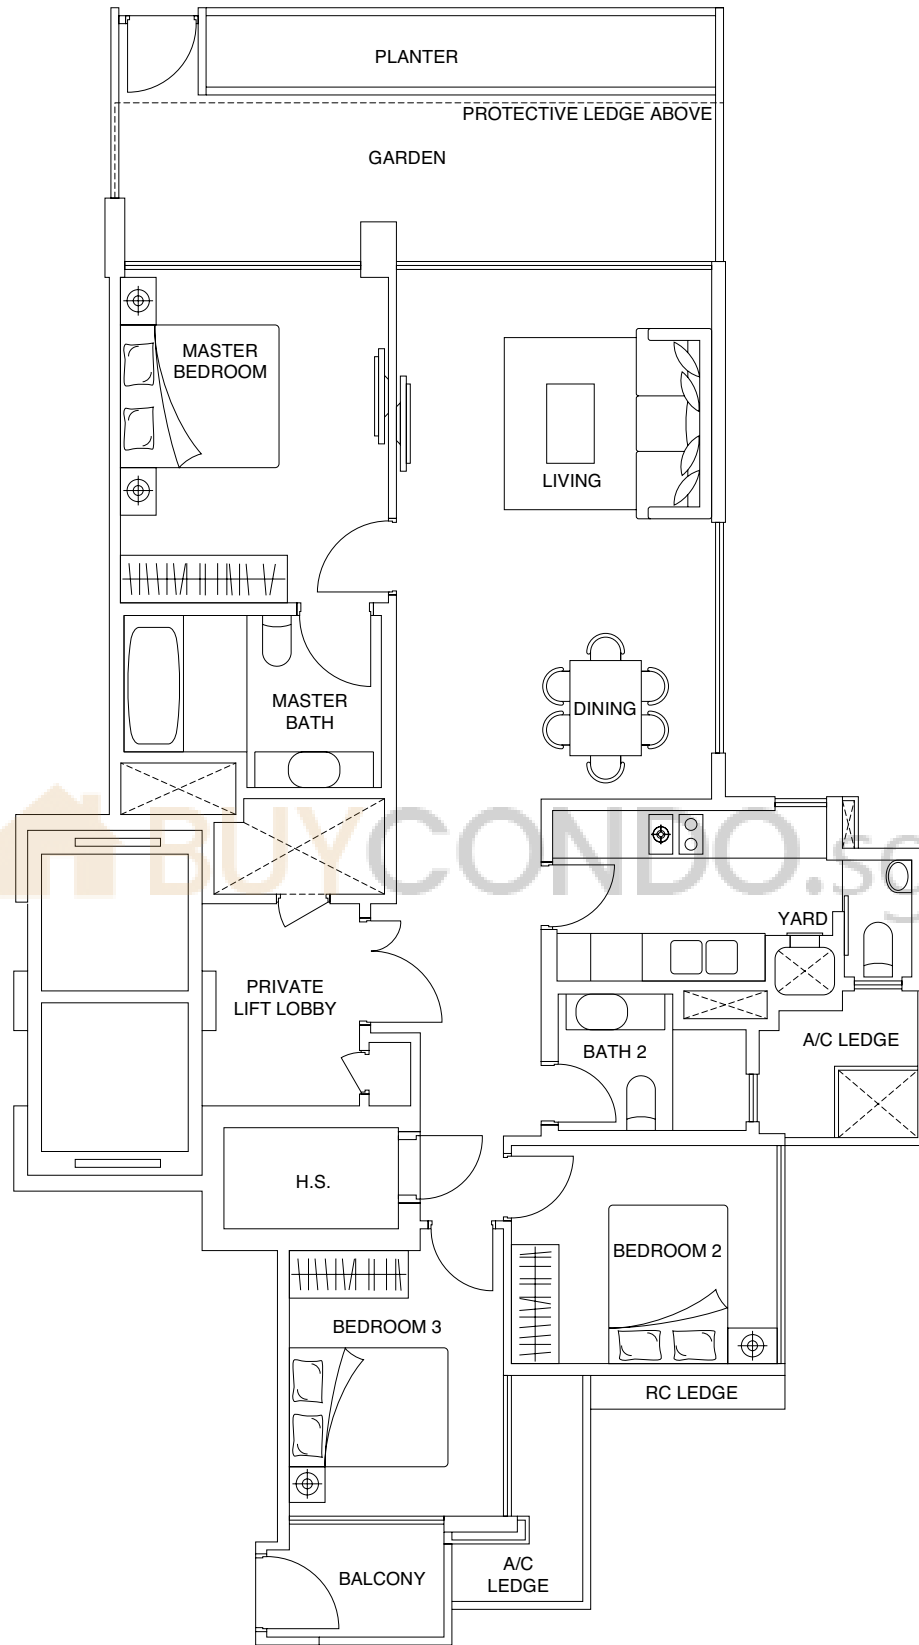 PLANTER
PROTECTIVE LEDGE ABOVE
GARDEN
MASTER
BEDROOM
LIVING
MASTER
BATH
DINING
BUYCONDO.sg
YARD
PRIVATE
LIFT LOBBY
BATH 2
A/C LEDGE
H.S.
BEDROOM 2
BEDROOM 3
RC LEDGE
A/C
LEDGE
BALCONY